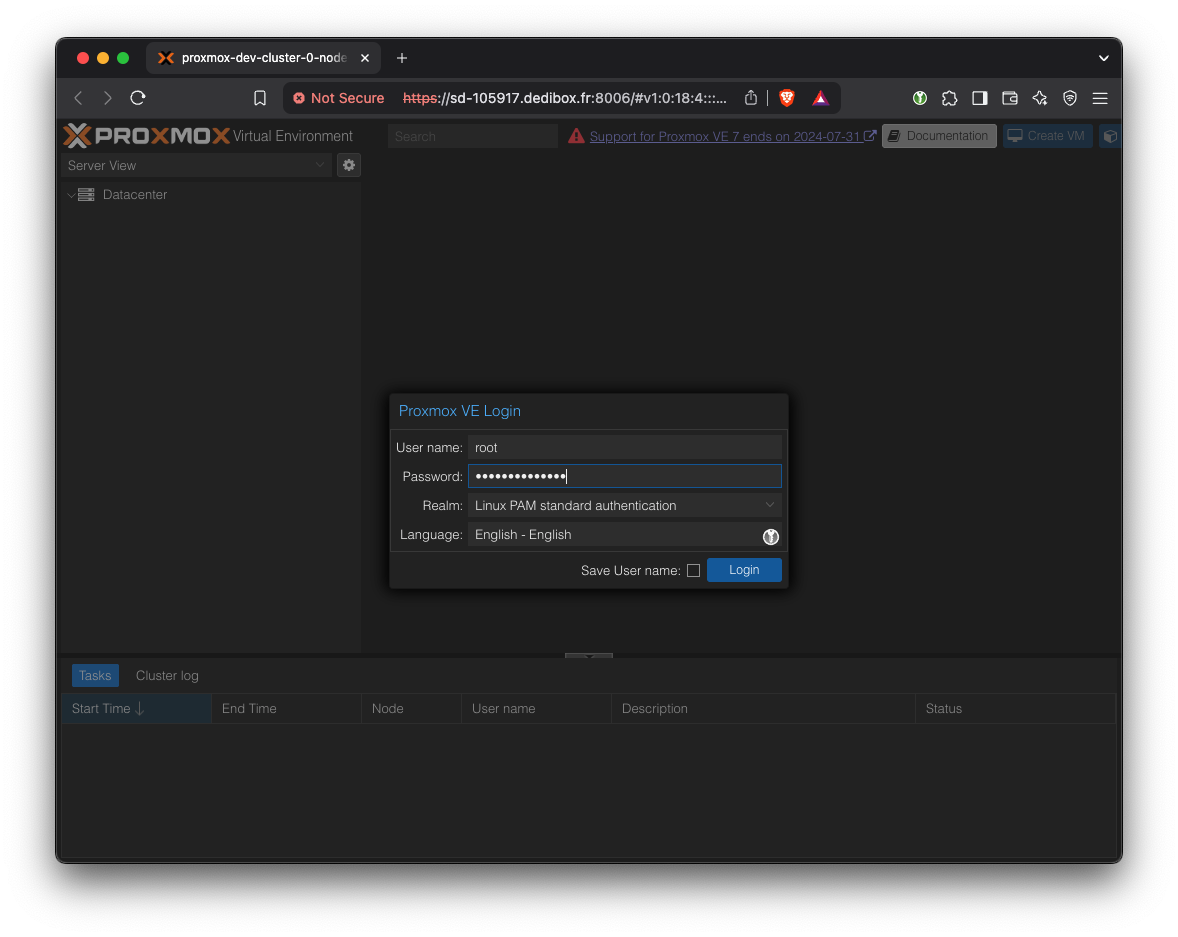 proxmox-dev-cluster-0-node
Not Secure https://sd-105917.dedibox.fr:8006/#v1:0:18:4:::...
PROXMOX Virtual Environment Search Support for Proxmox VE 7 ends on 2024-07-31 Documentation Create VM
Server View
Datacenter
Proxmox VE Login
User name: root
Password: ••••••••••••••
Realm: Linux PAM standard authentication
Language: English - English
Save User name: Login
Tasks Cluster log
Start Time End Time Node User name Description Status